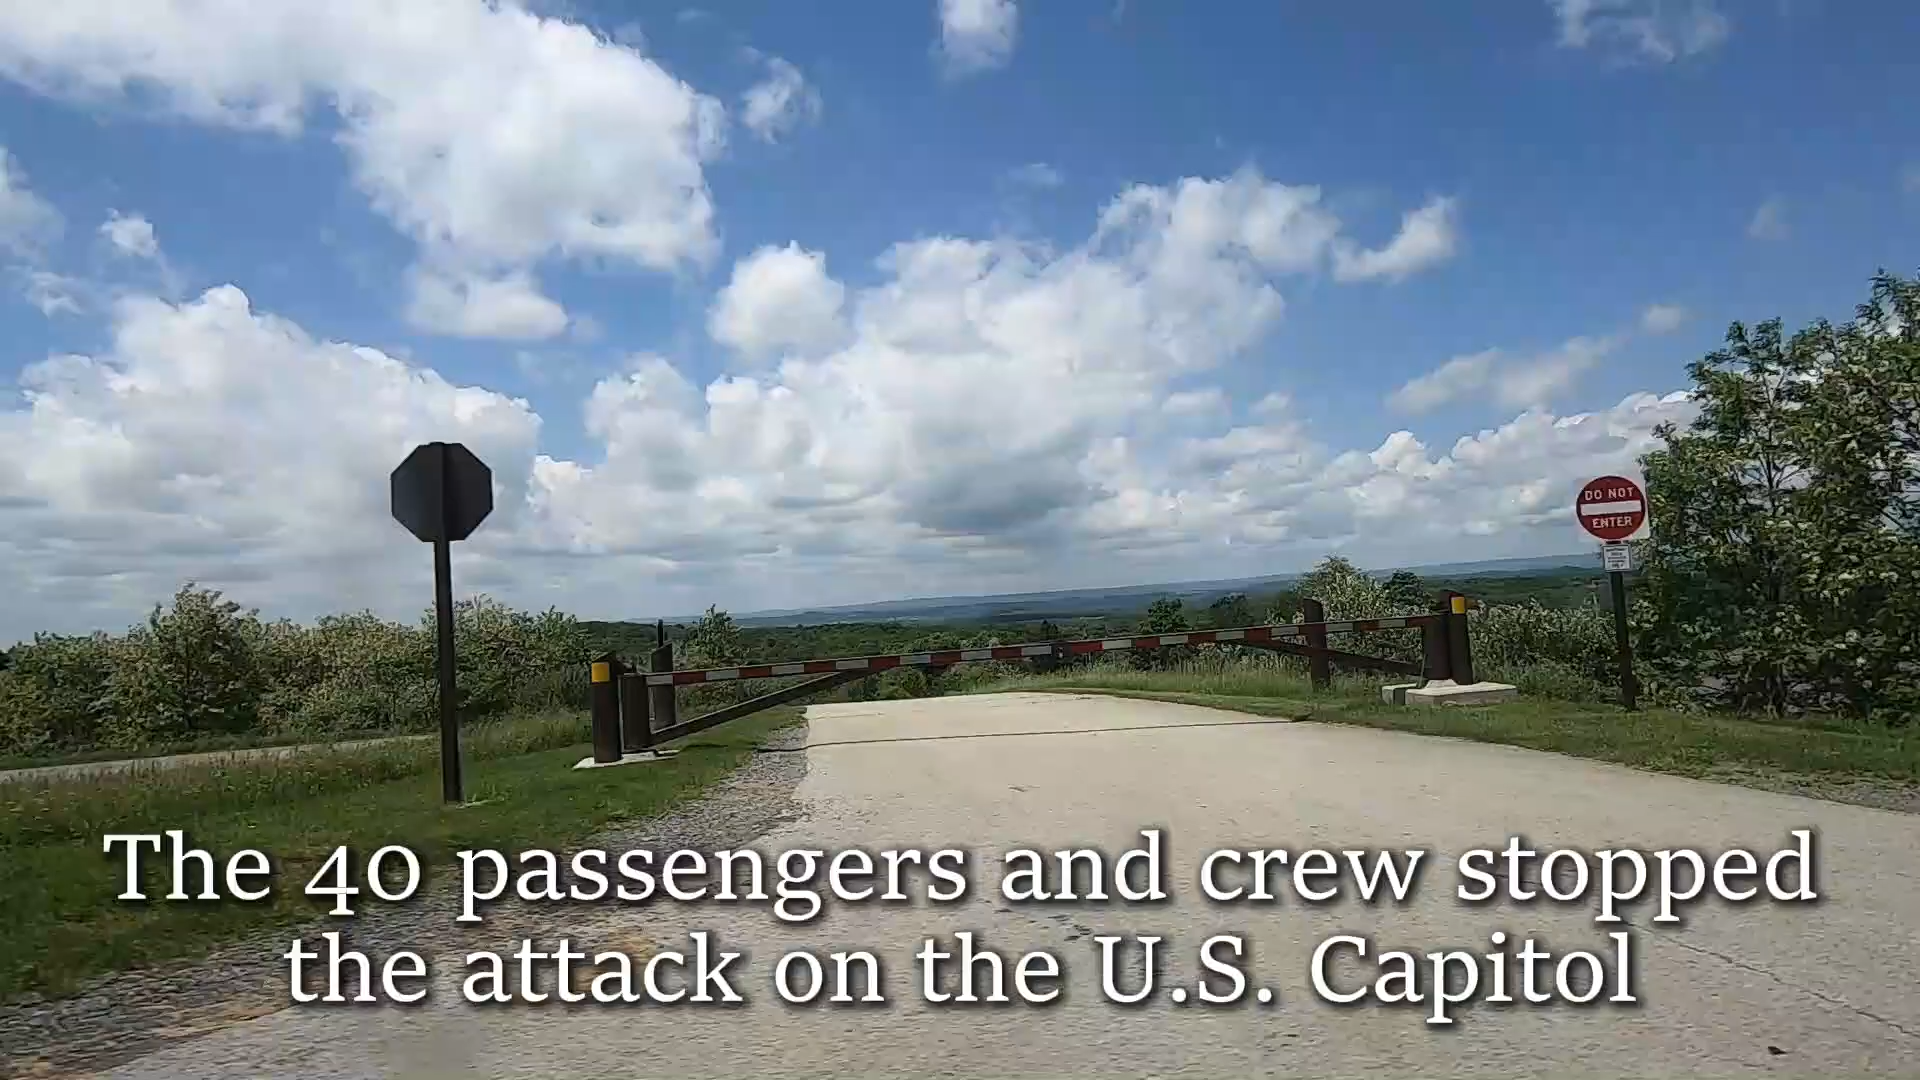 DO NOT
ENTER
The 40 passengers and crew stopped
the attack on the U.S. Capitol